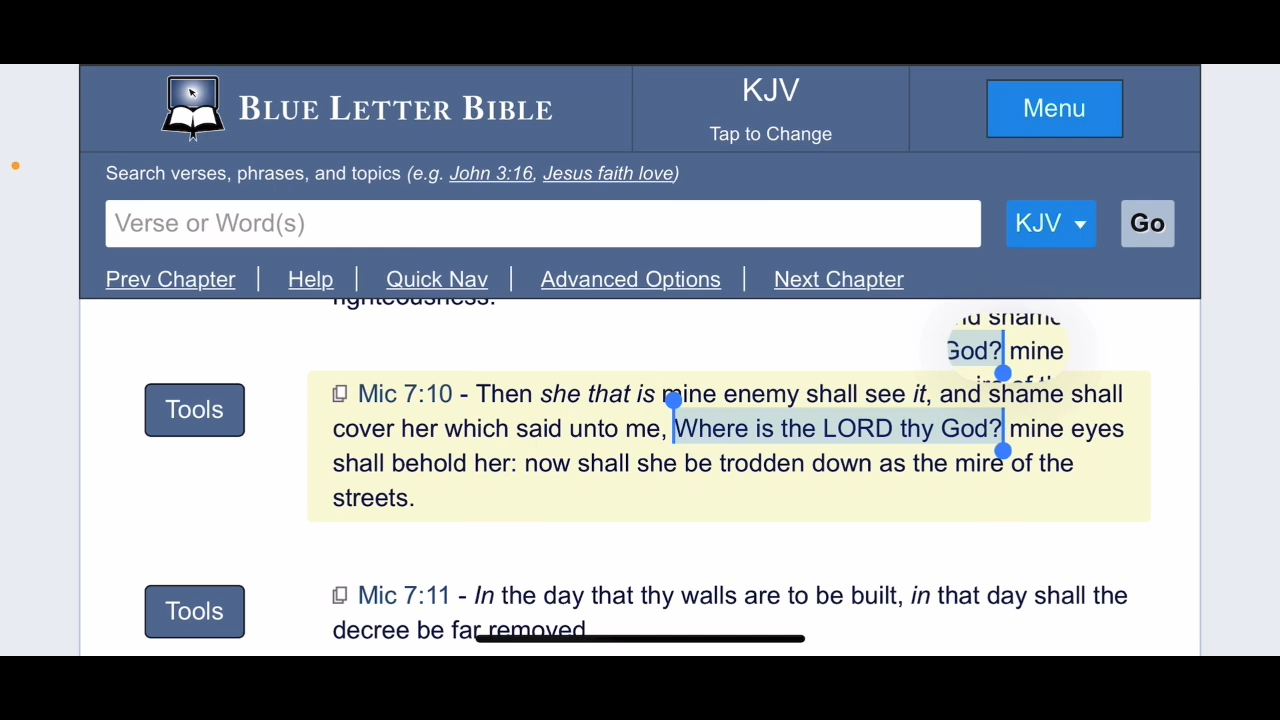 BLUE LETTER BIBLE
KJV
Tap to Change
Menu
Search verses, phrases, and topics (e.g. John 3:16, Jesus faith love)
Verse or Word(s)
KJV
Go
Prev Chapter | Help | Quick Nav | Advanced Options | Next Chapter
righteousness.
and shame
God? mine
mire of
Tools
Mic 7:10 - Then she that is mine enemy shall see it, and shame shall
cover her which said unto me, Where is the LORD thy God? mine eyes
shall behold her: now shall she be trodden down as the mire of the
streets.
Tools
Mic 7:11 - In the day that thy walls are to be built, in that day shall the
decree be far removed.